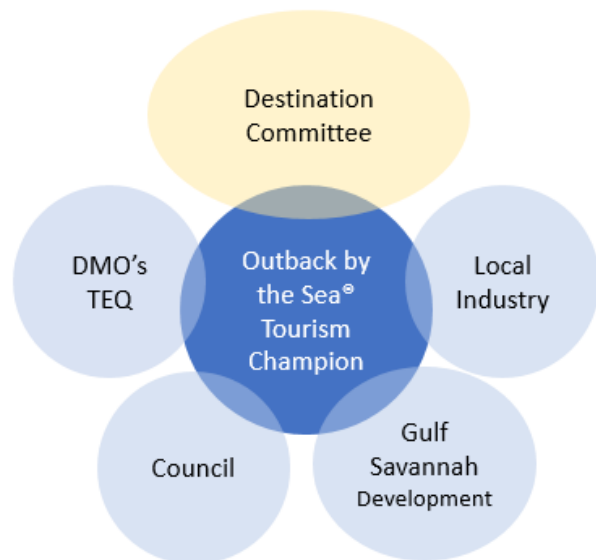 Destination
Committee
DMO’s
TEQ
Outback by
the Sea®
Tourism
Champion
Local
Industry
Council
Gulf
Savannah
Development